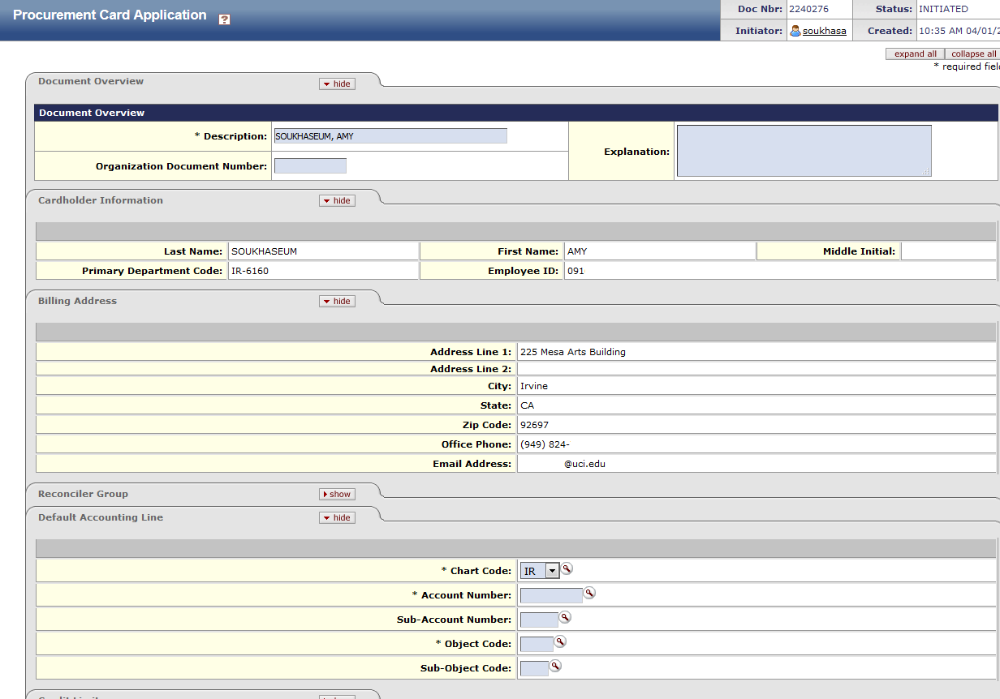 Procurement Card Application ?
Doc Nbr: 2240276 Status: INITIATED
Initiator: soukhasa Created: 10:35 AM 04/01/2
expand all collapse all
* required fiel
Document Overview hide
Document Overview
* Description: SOUKHASEUM, AMY
Explanation:
Organization Document Number:
Cardholder Information hide
Last Name: SOUKHASEUM First Name: AMY Middle Initial:
Primary Department Code: IR-6160 Employee ID: 091
Billing Address hide
Address Line 1: 225 Mesa Arts Building
Address Line 2:
City: Irvine
State: CA
Zip Code: 92697
Office Phone: (949) 824-
Email Address: @uci.edu
Reconciler Group show
Default Accounting Line hide
* Chart Code: IR
* Account Number:
Sub-Account Number:
* Object Code:
Sub-Object Code: